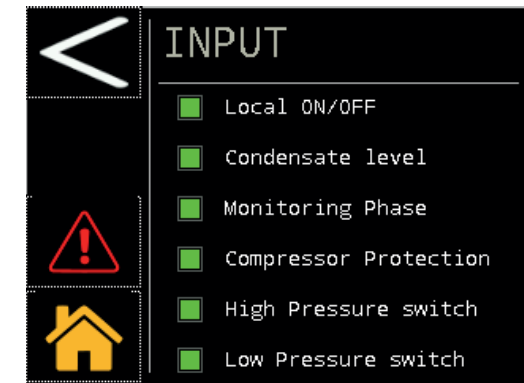 INPUT
Local ON/OFF
Condensate level
Monitoring Phase
Compressor Protection
High Pressure switch
Low Pressure switch